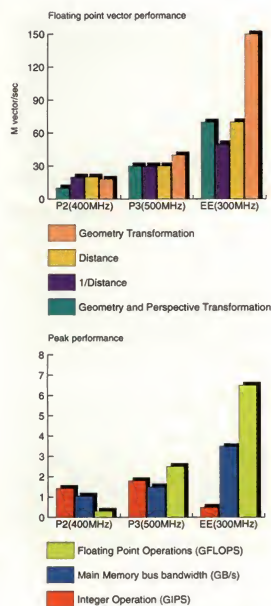 Floating point vector performance
M vector/sec
150
120
90
60
30
0
P2(400MHz) P3(500MHz) EE(300MHz)
Geometry Transformation
Distance
1/Distance
Geometry and Perspective Transformation
Peak performance
8
7
6
5
4
3
2
1
0
P2(400MHz) P3(500MHz) EE(300MHz)
Floating Point Operations (GFLOPS)
Main Memory bus bandwidth (GB/s)
Integer Operation (GIPS)